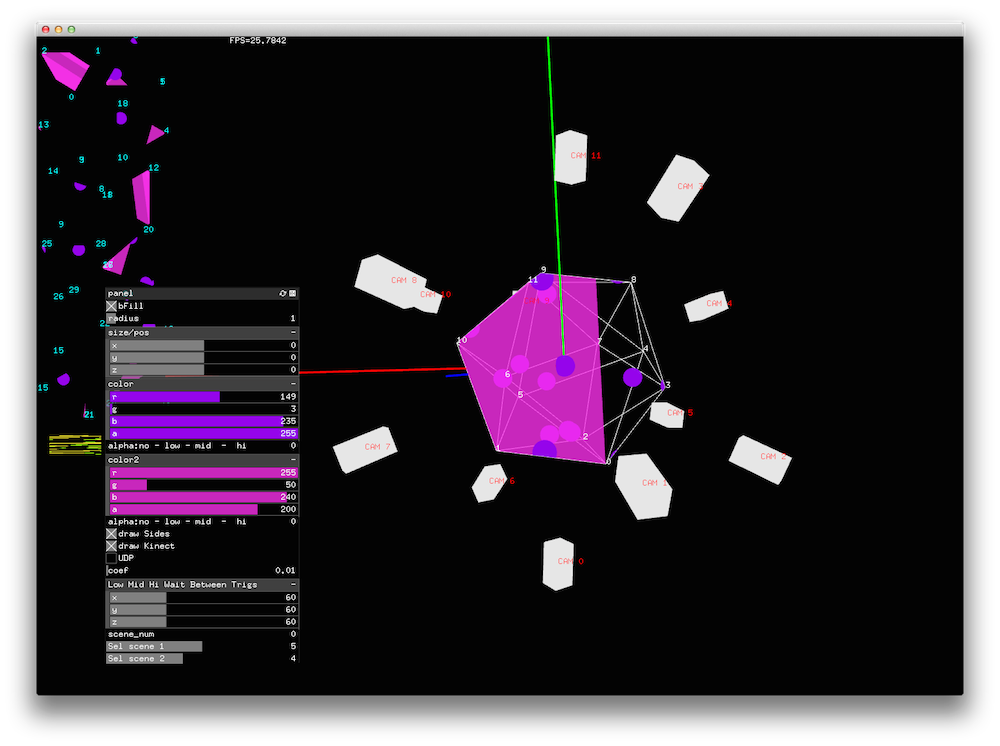 FPS=25.7842
2
1
5
0
18
13
4
9
10
12
14
8
9
20
25
28
26
29
15
15
21
panel
bFill
radius 1
size/pos -
x 0
y 0
z 0
color -
r 149
g 3
b 235
a 255
alpha:no - low - mid - hi 0
color2 -
r 255
g 50
b 240
a 200
alpha:no - low - mid - hi 0
draw Sides
draw Kinect
UDP
coef 0.01
Low Mid Hi Wait Between Trigs -
x 60
y 60
z 60
scene_num 0
Sel scene 1 5
Sel scene 2 4
CAM 11
CAM 3
CAM 8
CAM 10
CAM 4
CAM 5
CAM 7
CAM 6
CAM 1
CAM 2
CAM 0
9
11
8
10
7
4
6
3
5
2
1
0